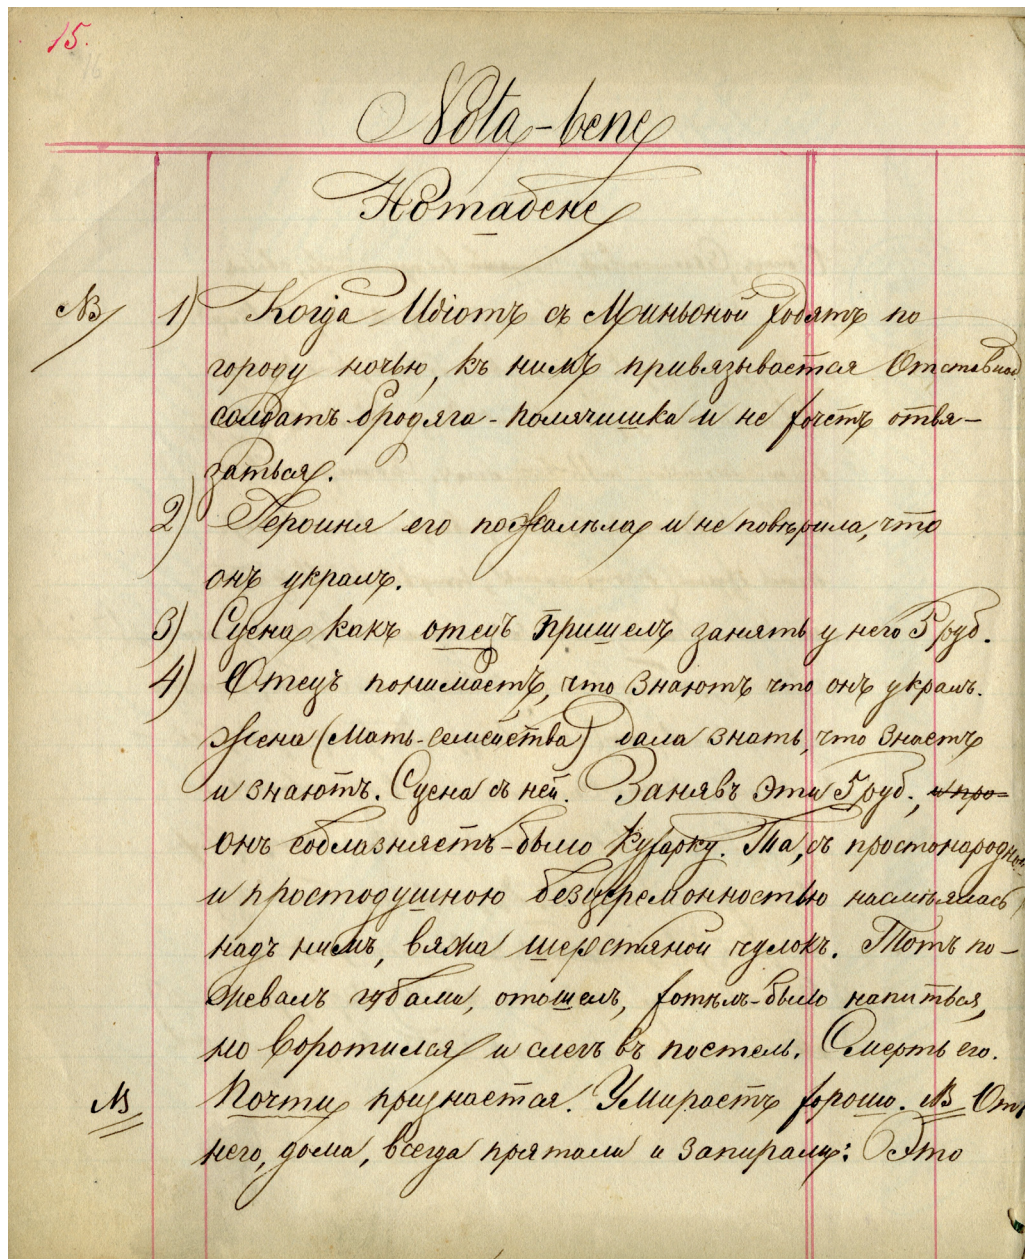 15.
Nota-bene
Нотабене
NB 1) Когда Идіотъ съ Миньоной ходятъ по
городу ночью, къ нимъ привязывается Отставной
солдатъ бродяга-полячишка и не хочетъ отвя-
заться.
2) Героиня его пожалѣла и не повѣрила, что
онъ укралъ.
3) Сцена какъ отецъ пришелъ занять у него 5 руб.
4) Отецъ понимаетъ, что знаютъ что онъ укралъ.
Жена (Мать-семейства) дала знать, что знаетъ
и знаютъ. Сцена съ ней. Занявъ эти 5 руб., и про-
онъ соблазняетъ-было кухарку. Та, съ простонародною
и простодушною безцеремонностью насмѣялась
надъ нимъ, вяжа шерстяной чулокъ. Тотъ по-
жевалъ губами, отошелъ, хотѣлъ-было напиться,
но воротился и слегъ въ постель. Смерть его.
NB Почти признается. Умираетъ хорошо. NB Отъ
него, дома, всегда прятали и запирали: Это